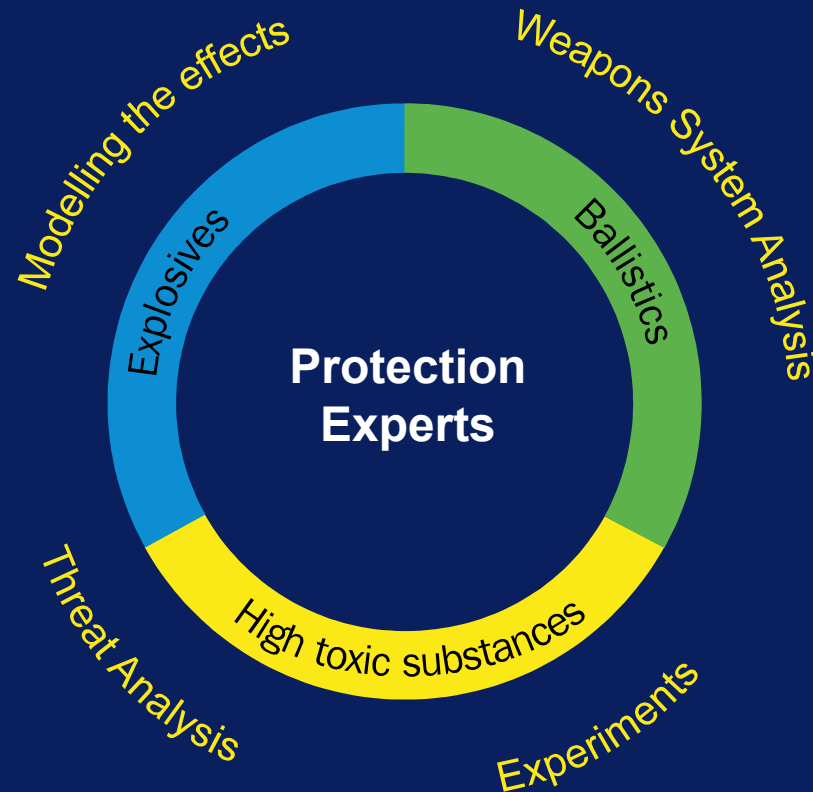 Modelling the effects
Weapons System Analysis
Explosives
Ballistics
Protection
Experts
High toxic substances
Threat Analysis
Experiments